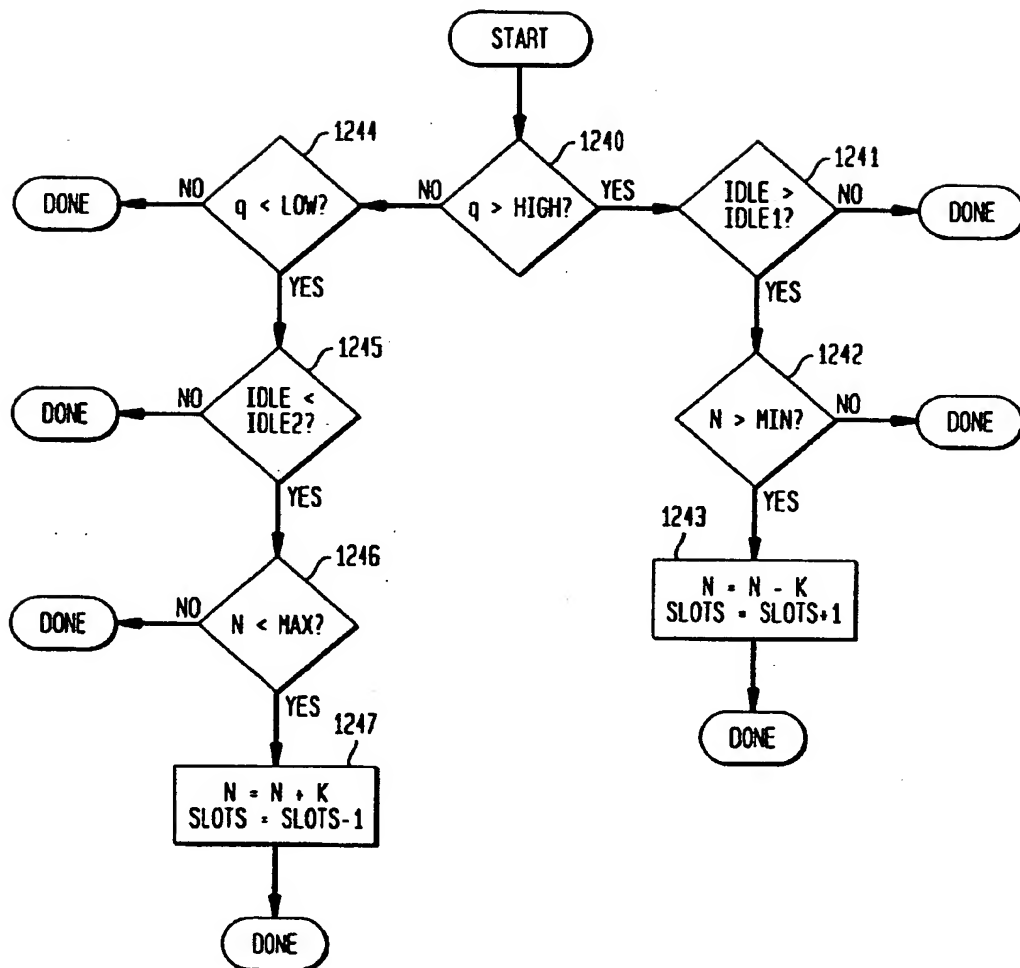 START
1244
1240
1241
NO
q < LOW?
NO
q > HIGH?
YES
IDLE >
IDLE1?
NO
DONE
DONE
YES
YES
1245
1242
NO
IDLE <
IDLE2?
DONE
N > MIN?
NO
DONE
YES
YES
1246
1243
NO
N < MAX?
DONE
N = N - K
SLOTS = SLOTS+1
YES
1247
DONE
N = N + K
SLOTS = SLOTS-1
DONE